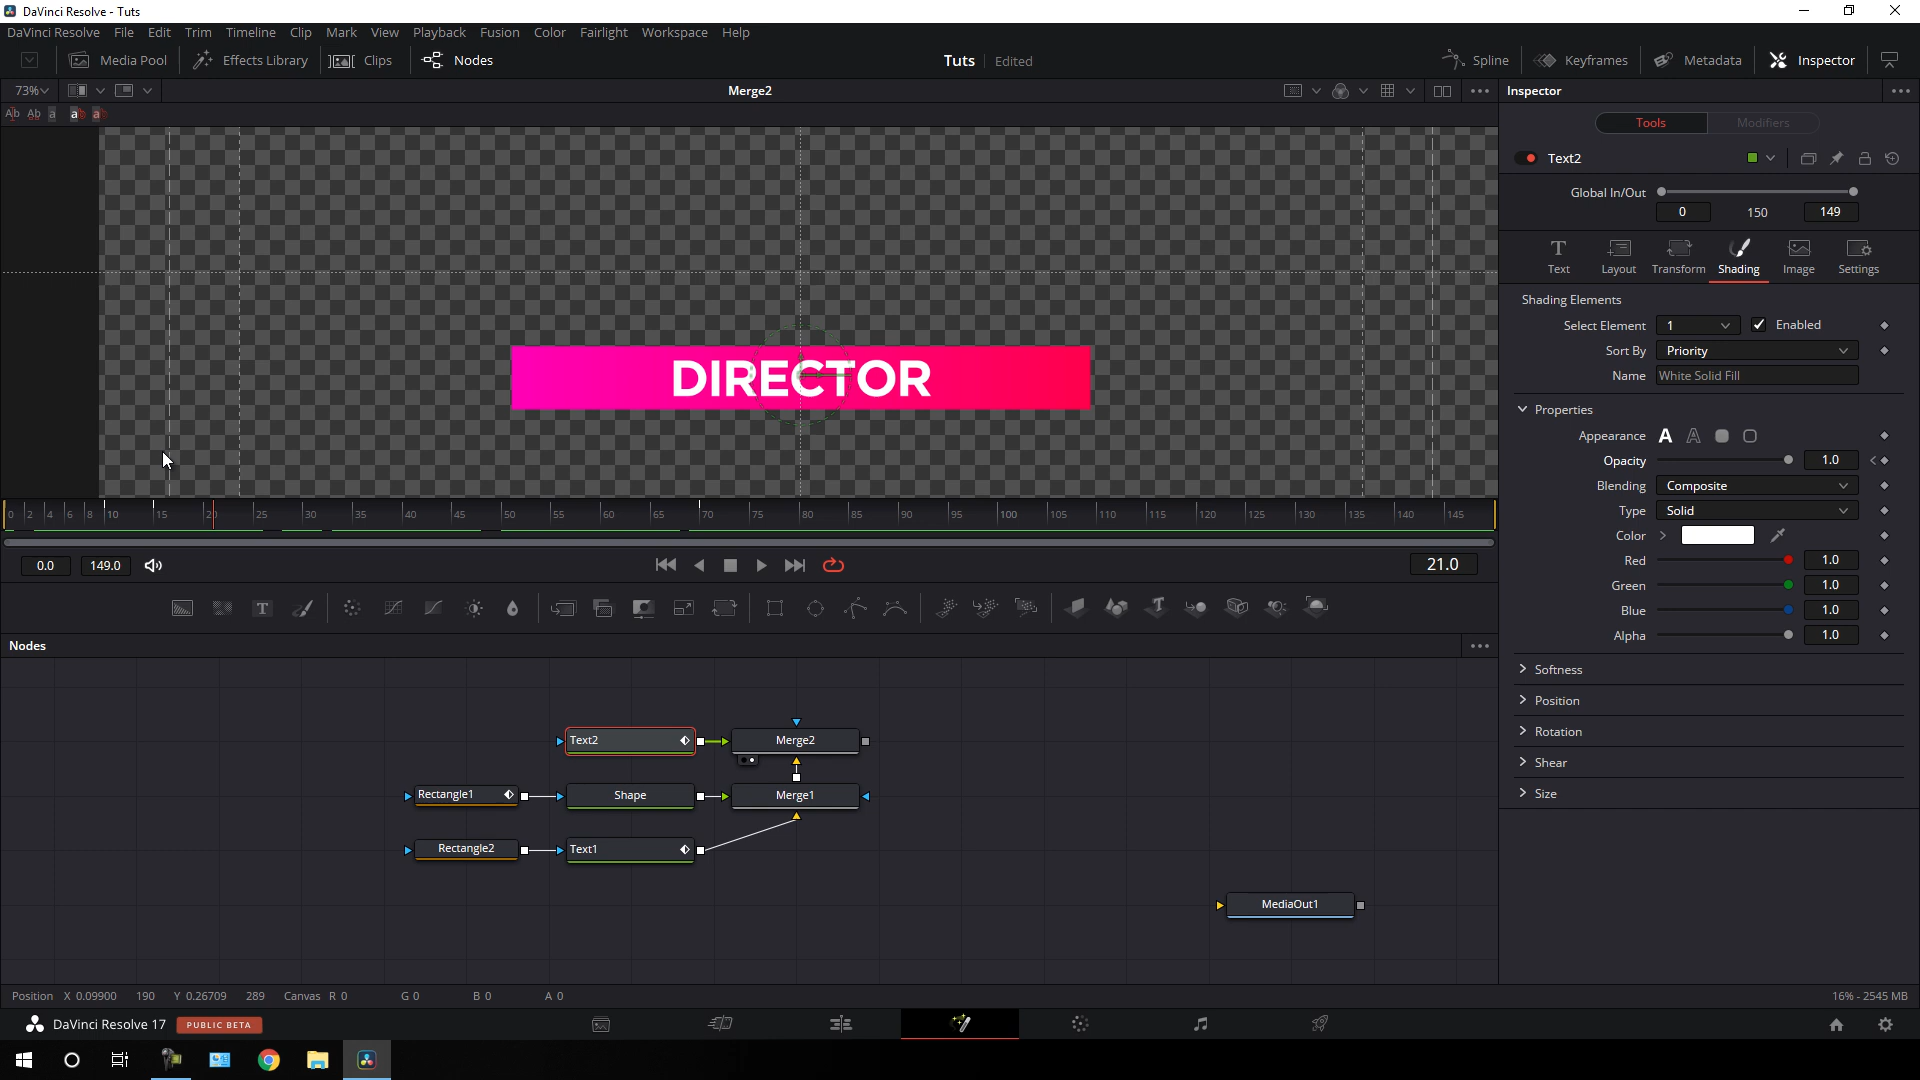 DaVinci Resolve - Tuts
DaVinci Resolve File Edit Trim Timeline Clip Mark View Playback Fusion Color Fairlight Workspace Help
Media Pool Effects Library Clips Nodes Tuts Edited Spline Keyframes Metadata Inspector
73% Merge2 Inspector
Tools Modifiers
Text2
Global In/Out
0 150 149
Text Layout Transform Shading Image Settings
Shading Elements
Select Element 1 Enabled
Sort By Priority
Name White Solid Fill
Properties
Appearance
Opacity 1.0
Blending Composite
Type Solid
Color
Red 1.0
Green 1.0
Blue 1.0
Alpha 1.0
Softness
Position
Rotation
Shear
Size
DIRECTOR
0 2 4 6 8 10 15 20 25 30 35 40 45 50 55 60 65 70 75 80 85 90 95 100 105 110 115 120 125 130 135 140 145
0.0 149.0 21.0
Nodes
Text2 Merge2
Rectangle1 Shape Merge1
Rectangle2 Text1
MediaOut1
Position X 0.09900 190 Y 0.26709 289 Canvas R 0 G 0 B 0 A 0 16% - 2545 MB
DaVinci Resolve 17 PUBLIC BETA